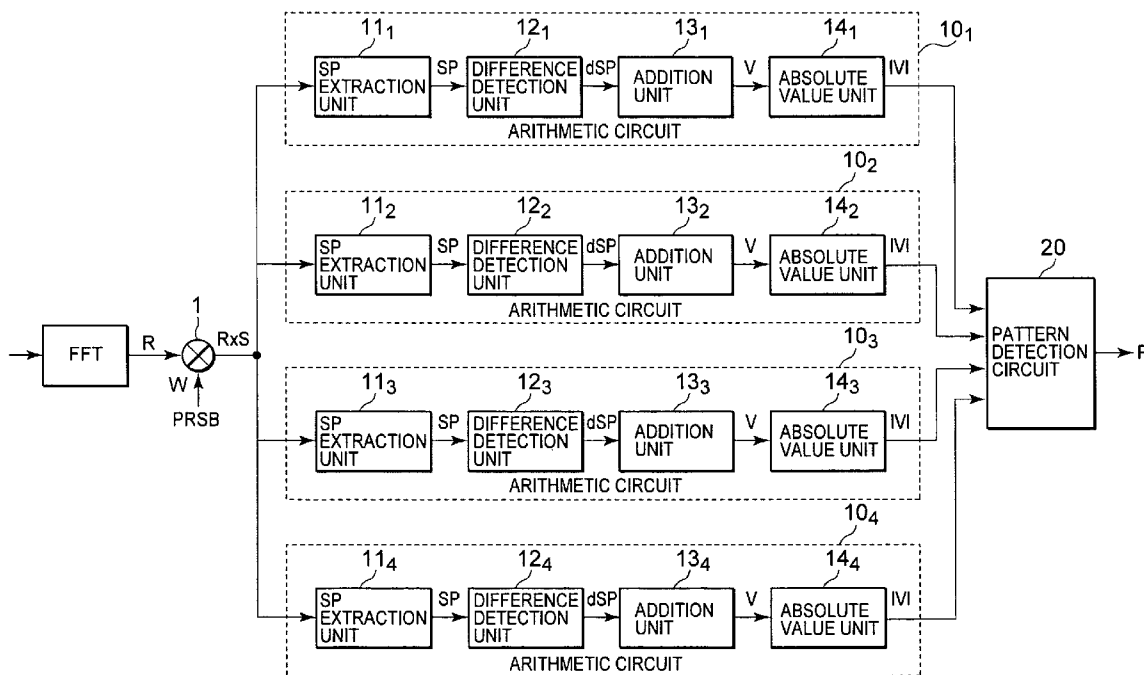 11₁ 12₁ 13₁ 14₁ 10₁
SP EXTRACTION UNIT
SP
DIFFERENCE DETECTION UNIT
dSP
ADDITION UNIT
V
ABSOLUTE VALUE UNIT
IVI
ARITHMETIC CIRCUIT
10₂
11₂ 12₂ 13₂ 14₂
SP EXTRACTION UNIT
SP
DIFFERENCE DETECTION UNIT
dSP
ADDITION UNIT
V
ABSOLUTE VALUE UNIT
IVI
ARITHMETIC CIRCUIT
20
PATTERN DETECTION CIRCUIT
P
FFT
R
1
RxS
W
PRSB
10₃
11₃ 12₃ 13₃ 14₃
SP EXTRACTION UNIT
SP
DIFFERENCE DETECTION UNIT
dSP
ADDITION UNIT
V
ABSOLUTE VALUE UNIT
IVI
ARITHMETIC CIRCUIT
10₄
11₄ 12₄ 13₄ 14₄
SP EXTRACTION UNIT
SP
DIFFERENCE DETECTION UNIT
dSP
ADDITION UNIT
V
ABSOLUTE VALUE UNIT
IVI
ARITHMETIC CIRCUIT